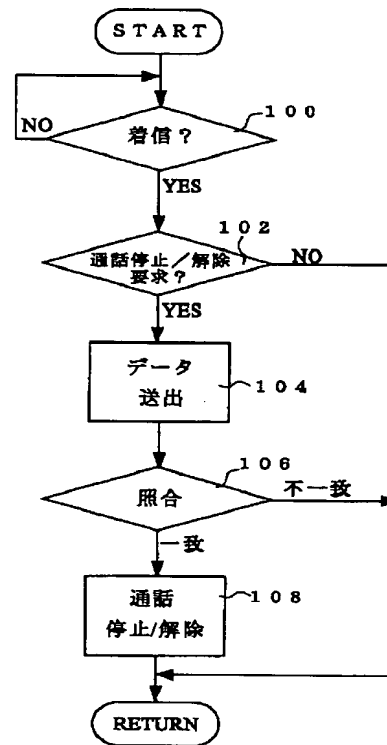 START
100
着信?
NO
YES
102
通話停止/解除
要求?
NO
YES
データ
送出
104
106
照合
不一致
一致
108
通話
停止/解除
RETURN